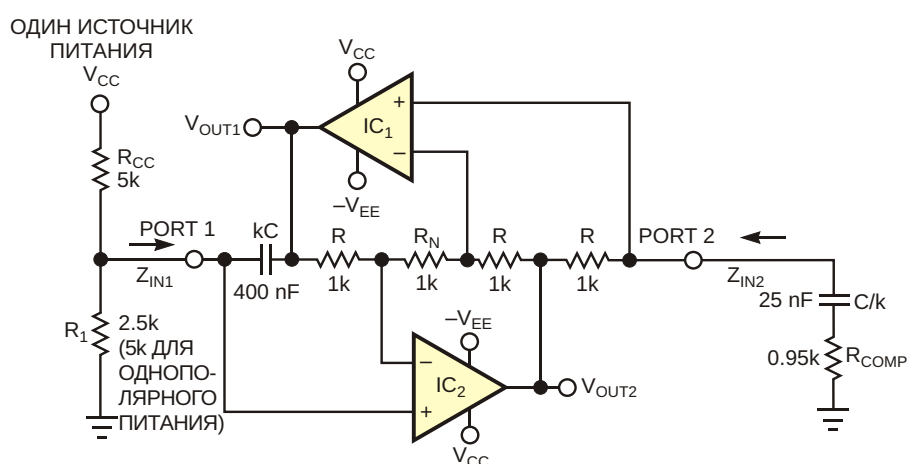 ОДИН ИСТОЧНИК
ПИТАНИЯ
VCC
RCC
5k
PORT 1
ZIN1
R1
2.5k
(5k ДЛЯ
ОДНОПО-
ЛЯРНОГО
ПИТАНИЯ)
VOUT1
VCC
+
IC1
–
–VEE
kC
400 nF
R
1k
RN
1k
R
1k
R
1k
PORT 2
ZIN2
25 nF
C/k
0.95k
RCOMP
–VEE
–
IC2
+
VCC
VOUT2